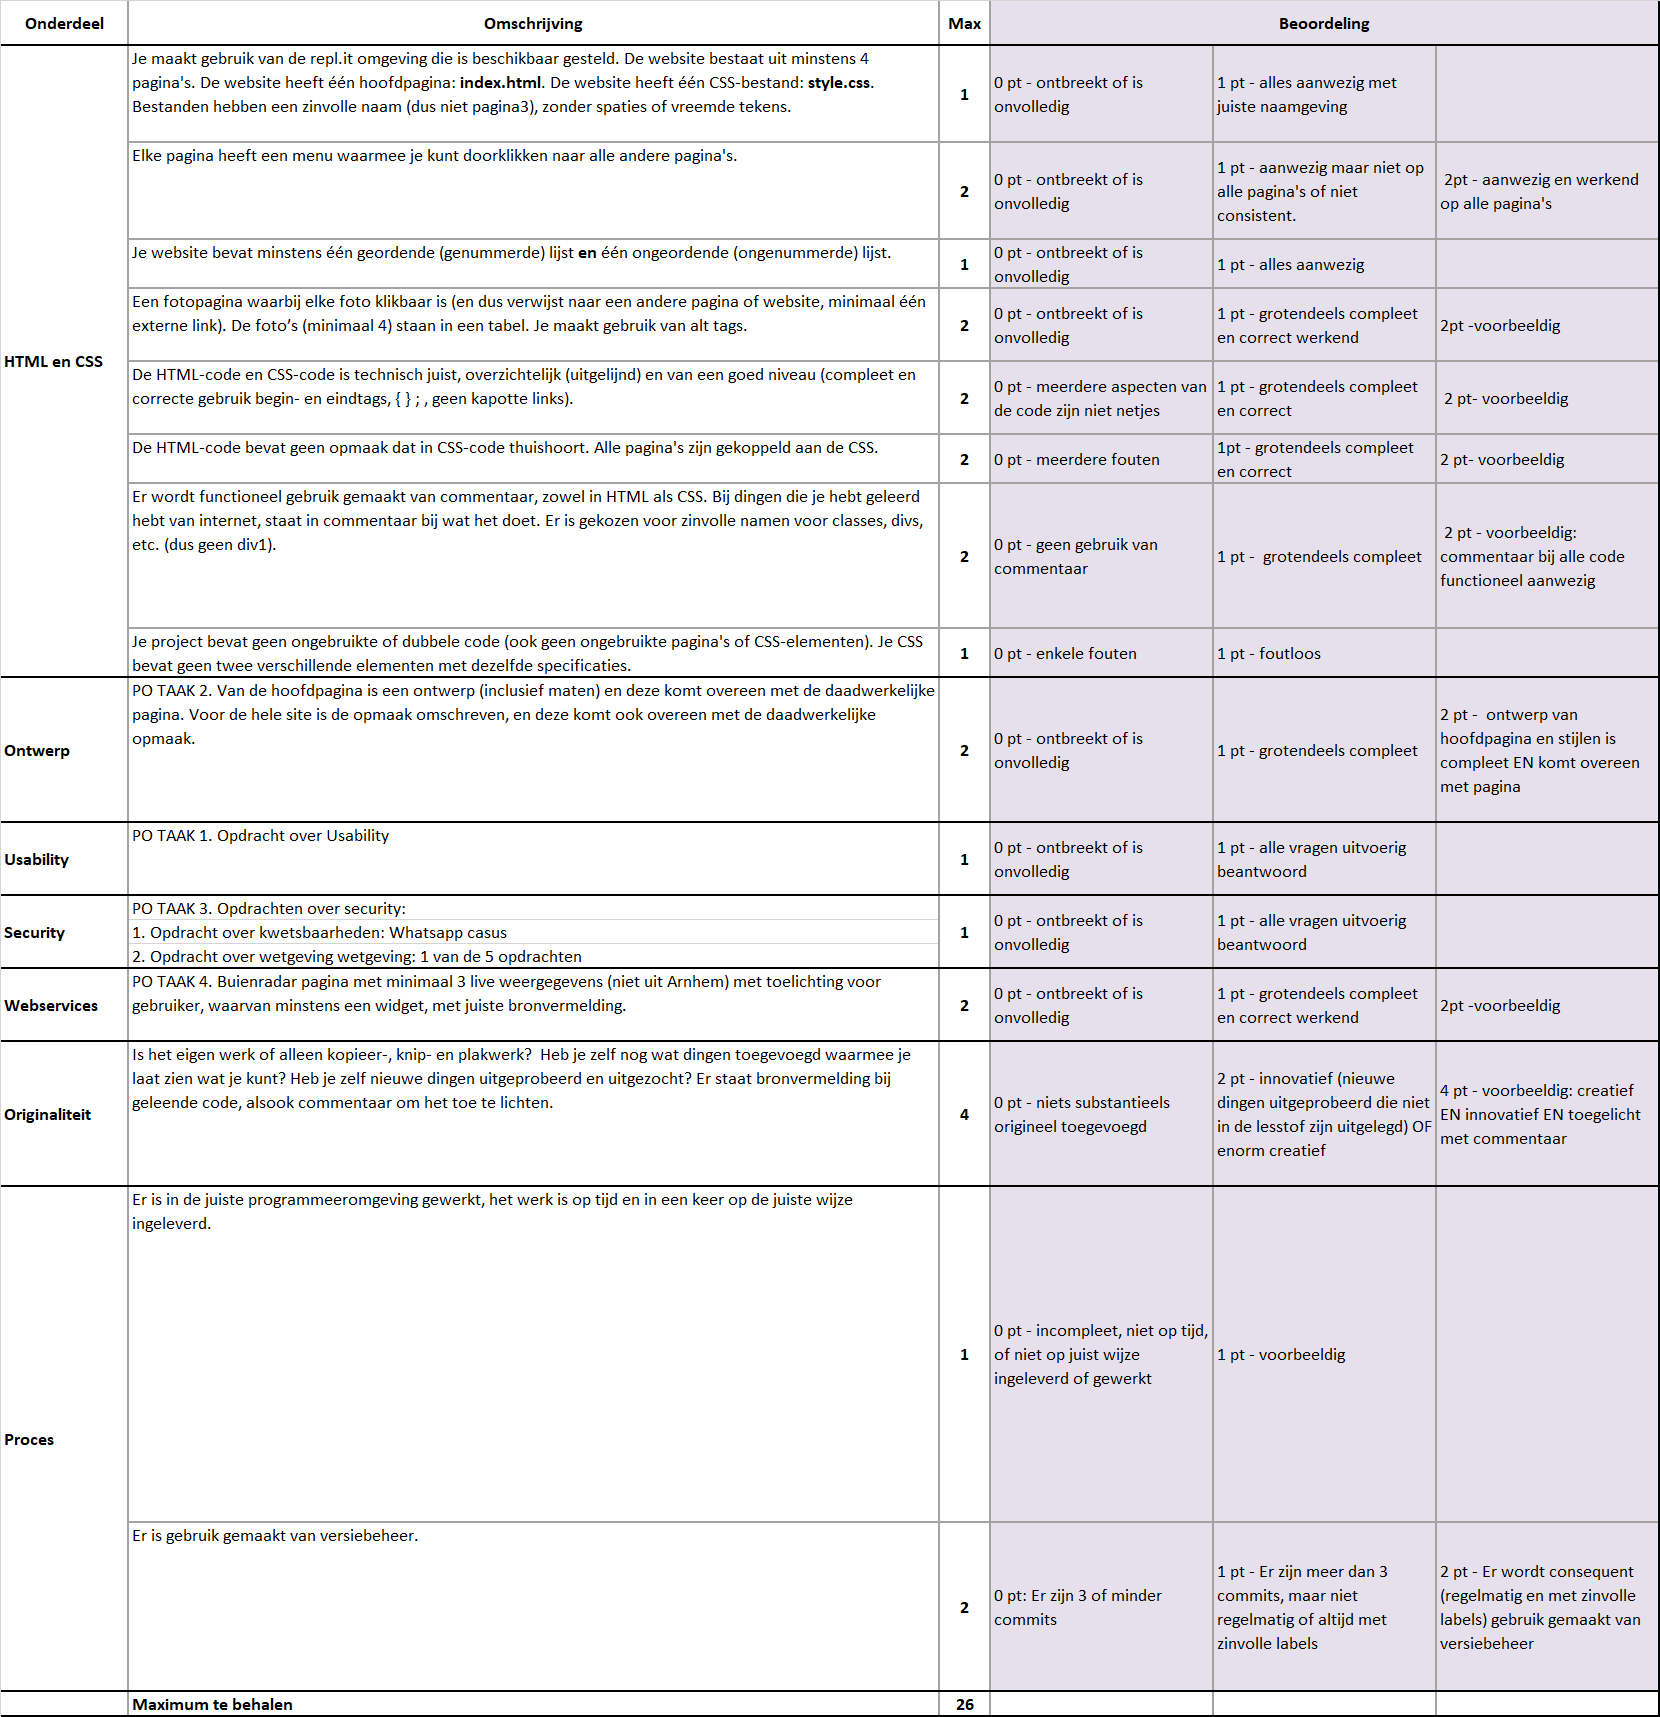 Onderdeel Omschrijving Max Beoordeling
HTML en CSS
Je maakt gebruik van de repl.it omgeving die is beschikbaar gesteld. De website bestaat uit minstens 4
pagina's. De website heeft één hoofdpagina: index.html. De website heeft één CSS-bestand: style.css.
Bestanden hebben een zinvolle naam (dus niet pagina3), zonder spaties of vreemde tekens.
1
0 pt - ontbreekt of is
onvolledig
1 pt - alles aanwezig met
juiste naamgeving
Elke pagina heeft een menu waarmee je kunt doorklikken naar alle andere pagina's.
2
0 pt - ontbreekt of is
onvolledig
1 pt - aanwezig maar niet op
alle pagina's of niet
consistent.
2pt - aanwezig en werkend
op alle pagina's
Je website bevat minstens één geordende (genummerde) lijst en één ongeordende (ongenummerde) lijst.
1
0 pt - ontbreekt of is
onvolledig
1 pt - alles aanwezig
Een fotopagina waarbij elke foto klikbaar is (en dus verwijst naar een andere pagina of website, minimaal één
externe link). De foto’s (minimaal 4) staan in een tabel. Je maakt gebruik van alt tags.
2
0 pt - ontbreekt of is
onvolledig
1 pt - grotendeels compleet
en correct werkend
2pt -voorbeeldig
De HTML-code en CSS-code is technisch juist, overzichtelijk (uitgelijnd) en van een goed niveau (compleet en
correcte gebruik begin- en eindtags, { } ; , geen kapotte links).
2
0 pt - meerdere aspecten van
de code zijn niet netjes
1 pt - grotendeels compleet
en correct
2 pt- voorbeeldig
De HTML-code bevat geen opmaak dat in CSS-code thuishoort. Alle pagina's zijn gekoppeld aan de CSS.
2
0 pt - meerdere fouten
1pt - grotendeels compleet
en correct
2 pt- voorbeeldig
Er wordt functioneel gebruik gemaakt van commentaar, zowel in HTML als CSS. Bij dingen die je hebt geleerd
hebt van internet, staat in commentaar bij wat het doet. Er is gekozen voor zinvolle namen voor classes, divs,
etc. (dus geen div1).
2
0 pt - geen gebruik van
commentaar
1 pt -  grotendeels compleet
2 pt - voorbeeldig:
commentaar bij alle code
functioneel aanwezig
Je project bevat geen ongebruikte of dubbele code (ook geen ongebruikte pagina's of CSS-elementen). Je CSS
bevat geen twee verschillende elementen met dezelfde specificaties.
1
0 pt - enkele fouten
1 pt - foutloos
Ontwerp
PO TAAK 2. Van de hoofdpagina is een ontwerp (inclusief maten) en deze komt overeen met de daadwerkelijke
pagina. Voor de hele site is de opmaak omschreven, en deze komt ook overeen met de daadwerkelijke
opmaak.
2
0 pt - ontbreekt of is
onvolledig
1 pt - grotendeels compleet
2 pt -  ontwerp van
hoofdpagina en stijlen is
compleet EN komt overeen
met pagina
Usability
PO TAAK 1. Opdracht over Usability
1
0 pt - ontbreekt of is
onvolledig
1 pt - alle vragen uitvoerig
beantwoord
Security
PO TAAK 3. Opdrachten over security:
1. Opdracht over kwetsbaarheden: Whatsapp casus
2. Opdracht over wetgeving wetgeving: 1 van de 5 opdrachten
1
0 pt - ontbreekt of is
onvolledig
1 pt - alle vragen uitvoerig
beantwoord
Webservices
PO TAAK 4. Buienradar pagina met minimaal 3 live weergegevens (niet uit Arnhem) met toelichting voor
gebruiker, waarvan minstens een widget, met juiste bronvermelding.
2
0 pt - ontbreekt of is
onvolledig
1 pt - grotendeels compleet
en correct werkend
2pt -voorbeeldig
Originaliteit
Is het eigen werk of alleen kopieer-, knip- en plakwerk?  Heb je zelf nog wat dingen toegevoegd waarmee je
laat zien wat je kunt? Heb je zelf nieuwe dingen uitgeprobeerd en uitgezocht? Er staat bronvermelding bij
geleende code, alsook commentaar om het toe te lichten.
4
0 pt - niets substantieels
origineel toegevoegd
2 pt - innovatief (nieuwe
dingen uitgeprobeerd die niet
in de lesstof zijn uitgelegd) OF
enorm creatief
4 pt - voorbeeldig: creatief
EN innovatief EN toegelicht
met commentaar
Proces
Er is in de juiste programmeeromgeving gewerkt, het werk is op tijd en in een keer op de juiste wijze
ingeleverd.
1
0 pt - incompleet, niet op tijd,
of niet op juist wijze
ingeleverd of gewerkt
1 pt - voorbeeldig
Er is gebruik gemaakt van versiebeheer.
2
0 pt: Er zijn 3 of minder
commits
1 pt - Er zijn meer dan 3
commits, maar niet
regelmatig of altijd met
zinvolle labels
2 pt - Er wordt consequent
(regelmatig en met zinvolle
labels) gebruik gemaakt van
versiebeheer
Maximum te behalen 26